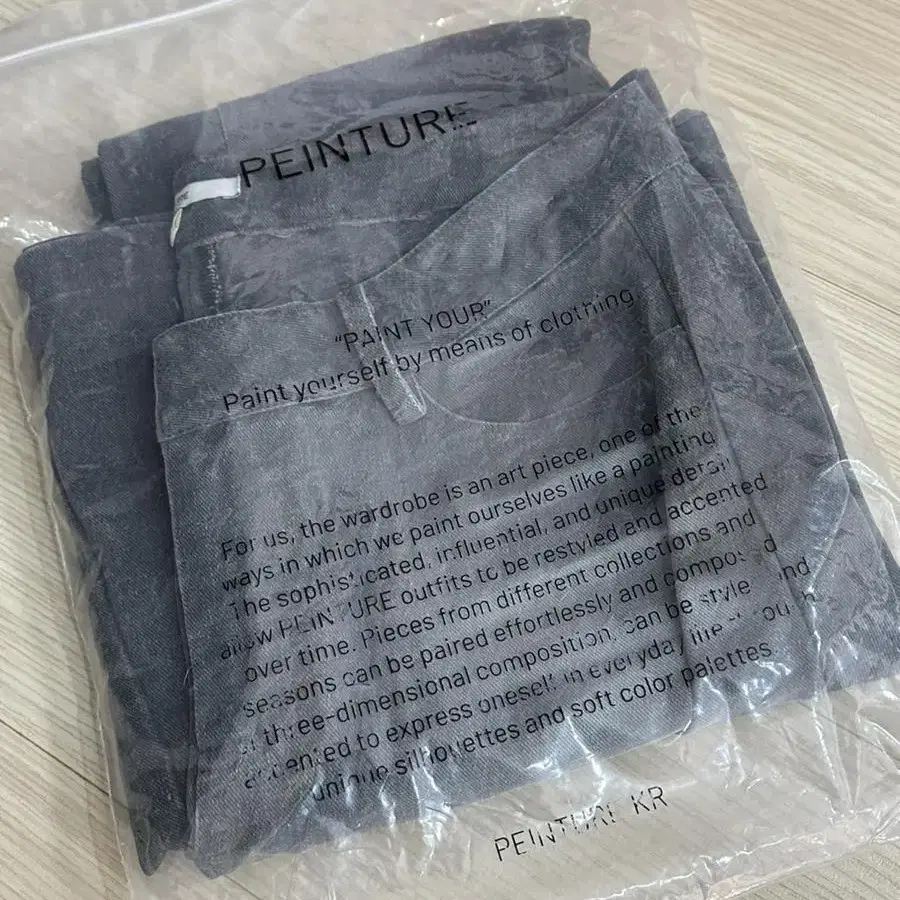 PEINTURE
"PAINT YOUR"
Paint yourself by means of clothing
For us, the wardrobe is an art piece, one of the
ways in which we paint ourselves like a painting
The sophisticated, influential, and unique detail
allow PEINTURE outfits to be restyled and accented
over time. Pieces from different collections and
seasons can be paired effortlessly and composed
three-dimensional composition, can be style and
accented to express oneself in everyday life
unique silhouettes and soft color palettes
PEINTURE KR